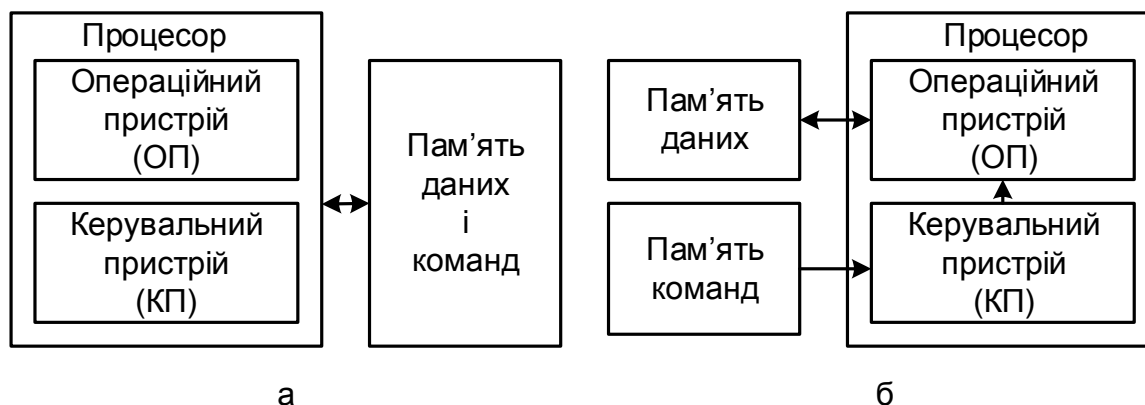 Процесор
Операційний
пристрій
(ОП)
Керувальний
пристрій
(КП)
Пам’ять
даних
і
команд
а
Пам’ять
даних
Пам’ять
команд
Процесор
Операційний
пристрій
(ОП)
Керувальний
пристрій
(КП)
б